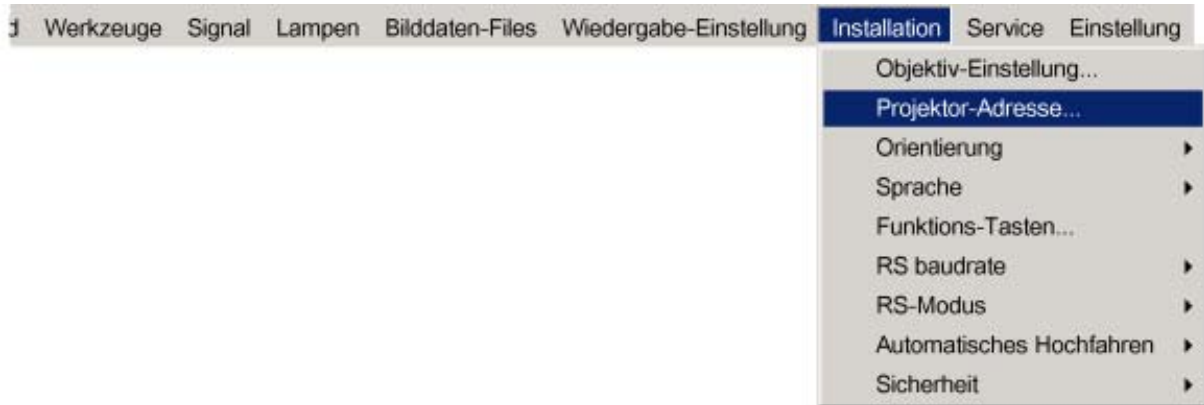 d Werkzeuge Signal Lampen Bilddaten-Files Wiedergabe-Einstellung Installation Service Einstellung
Objektiv-Einstellung...
Projektor-Adresse...
Orientierung
Sprache
Funktions-Tasten...
RS baudrate
RS-Modus
Automatisches Hochfahren
Sicherheit